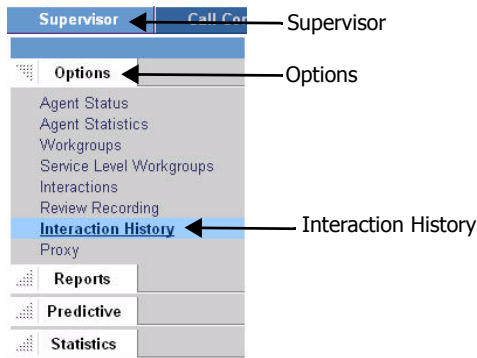 Supervisor
Call Cor
Supervisor
Options
Options
Agent Status
Agent Statistics
Workgroups
Service Level Workgroups
Interactions
Review Recording
Interaction History
Interaction History
Proxy
Reports
Predictive
Statistics